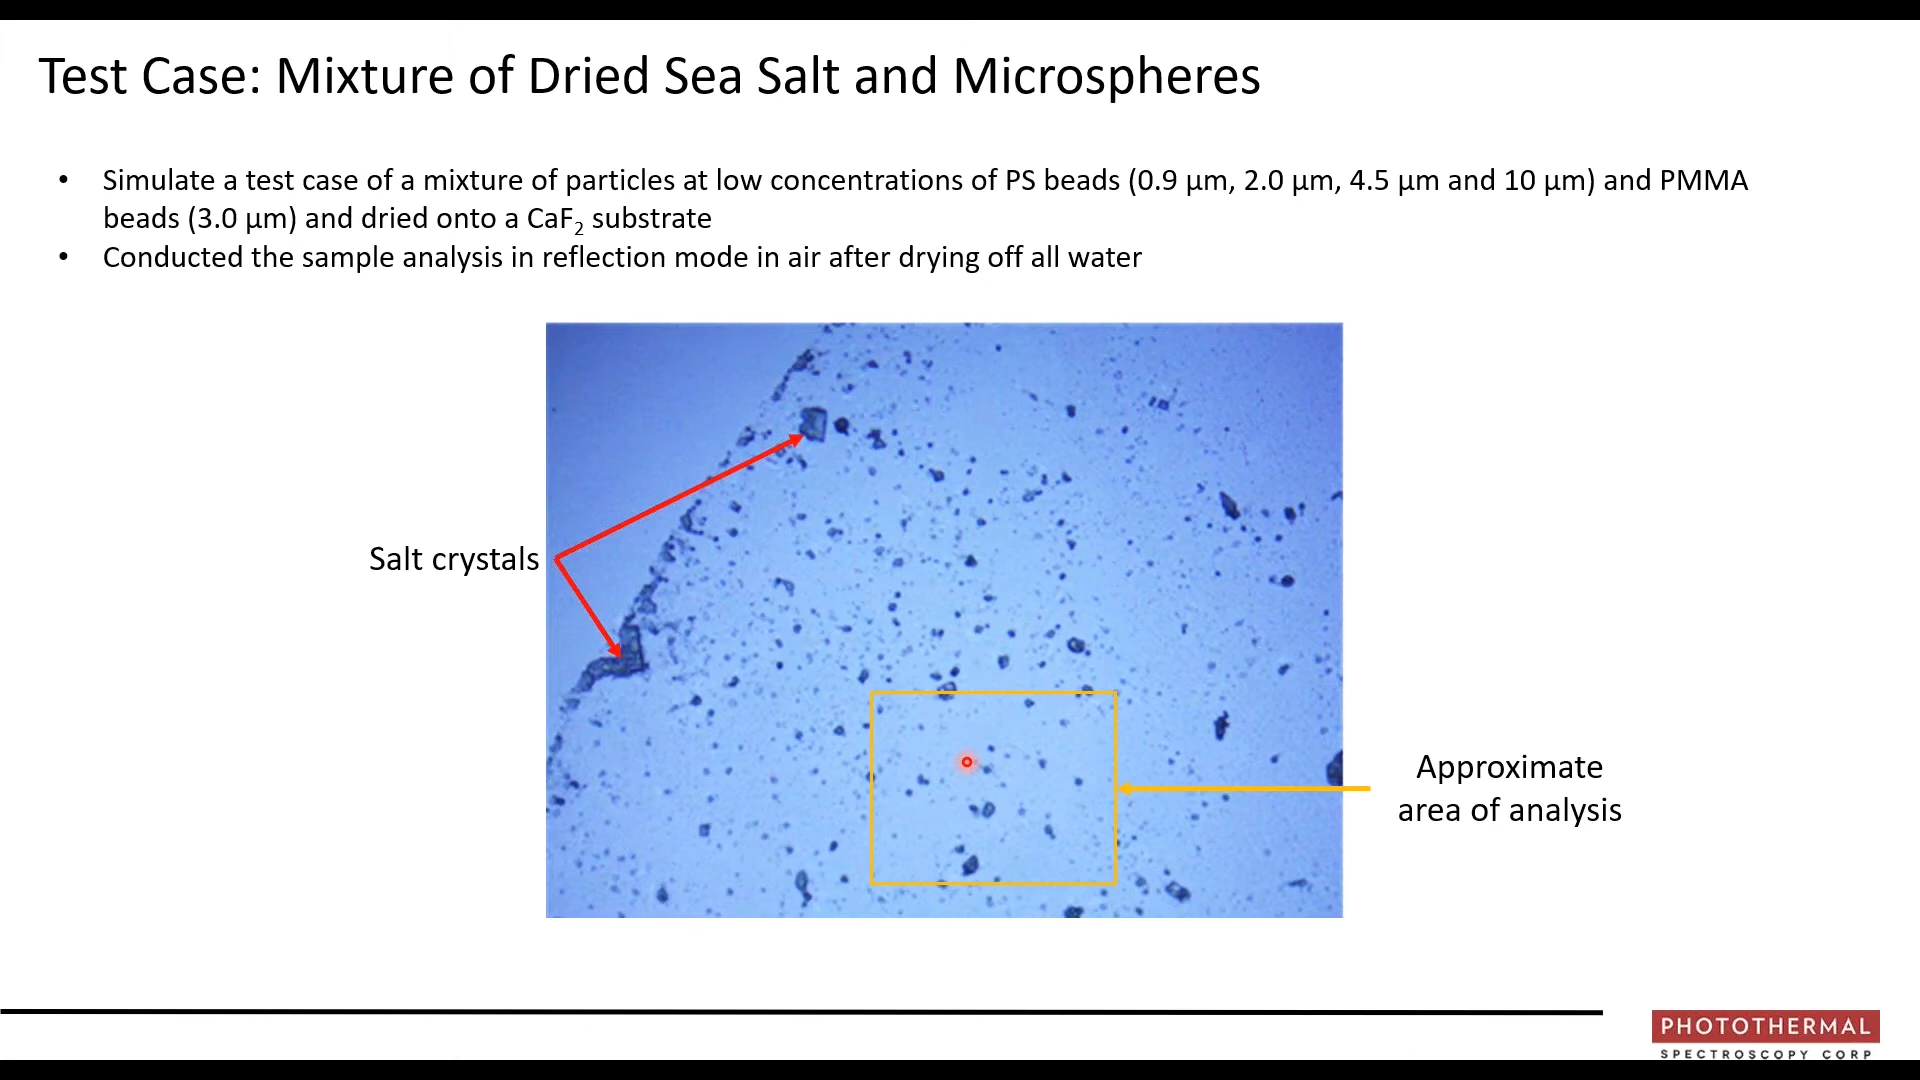 Test Case: Mixture of Dried Sea Salt and Microspheres
• Simulate a test case of a mixture of particles at low concentrations of PS beads (0.9 µm, 2.0 µm, 4.5 µm and 10 µm) and PMMA
beads (3.0 µm) and dried onto a CaF₂ substrate
• Conducted the sample analysis in reflection mode in air after drying off all water
Salt crystals
Approximate
area of analysis
PHOTOTHERMAL
SPECTROSCOPY CORP